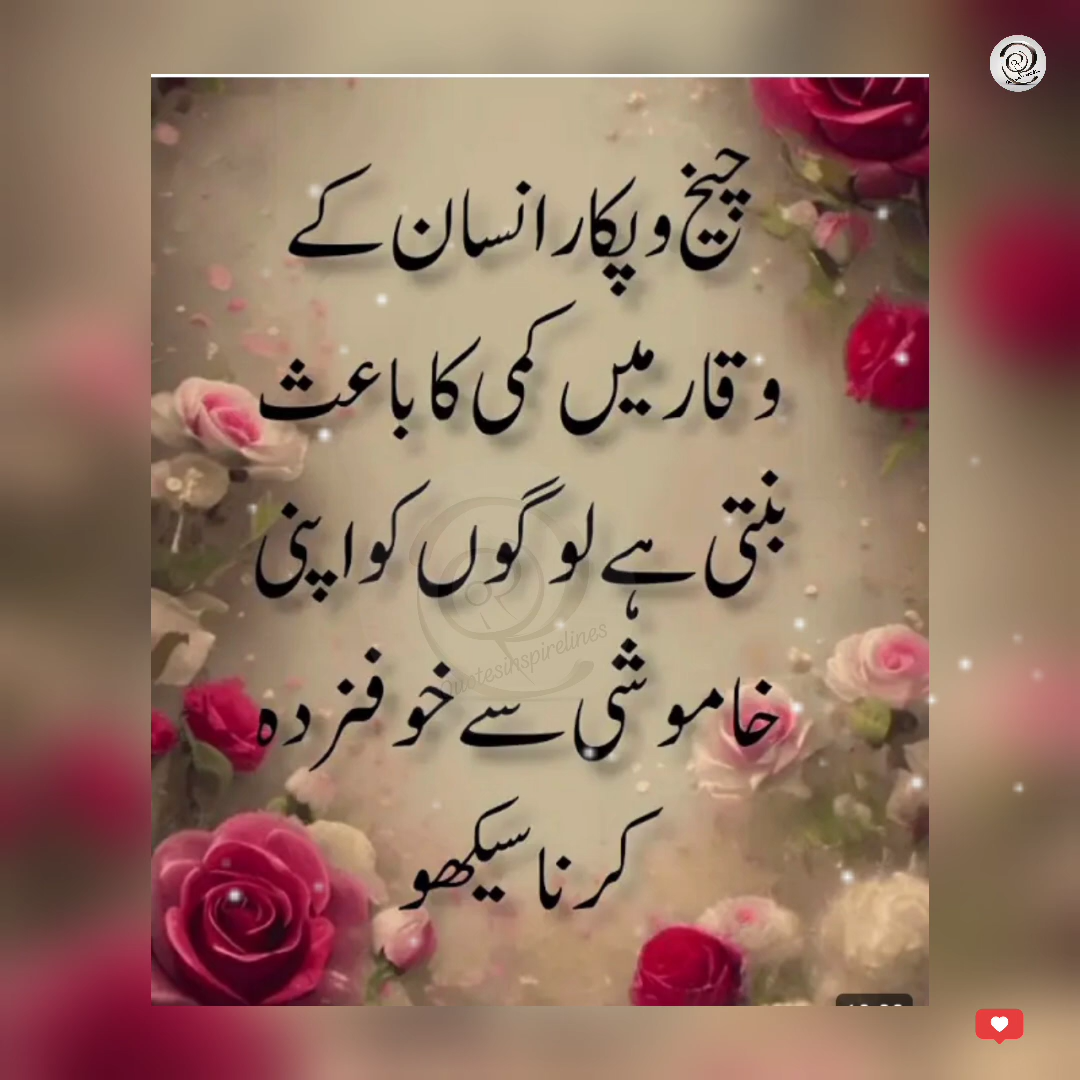 چیخ و پکار انسان کے
وقار میں کمی کا باعث
بنتی ہے لوگوں کو اپنی
خاموشی سے خوفزدہ
کرنا سیکھو
Quotesinspirelines